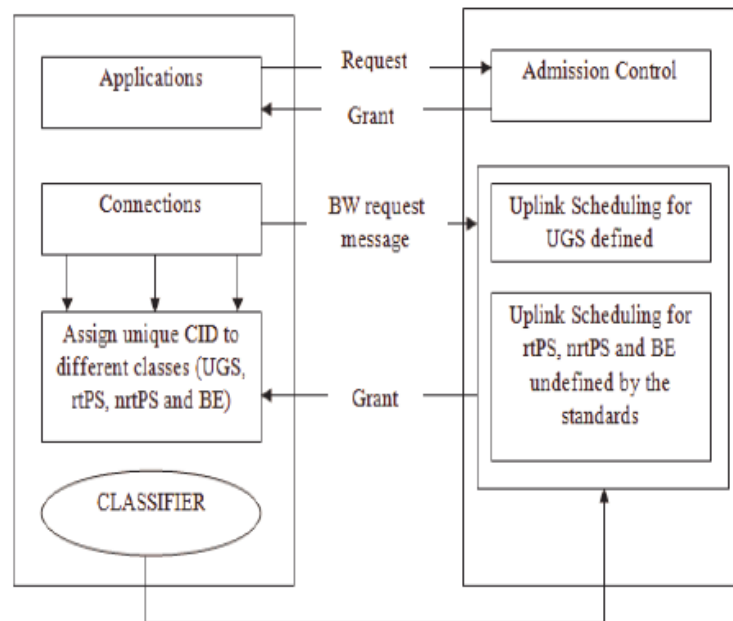 Applications
Request
Grant
Admission Control
Connections
BW request
message
Uplink Scheduling for
UGS defined
Assign unique CID to
different classes (UGS,
rtPS, nrtPS and BE)
Grant
Uplink Scheduling for
rtPS, nrtPS and BE
undefined by the
standards
CLASSIFIER